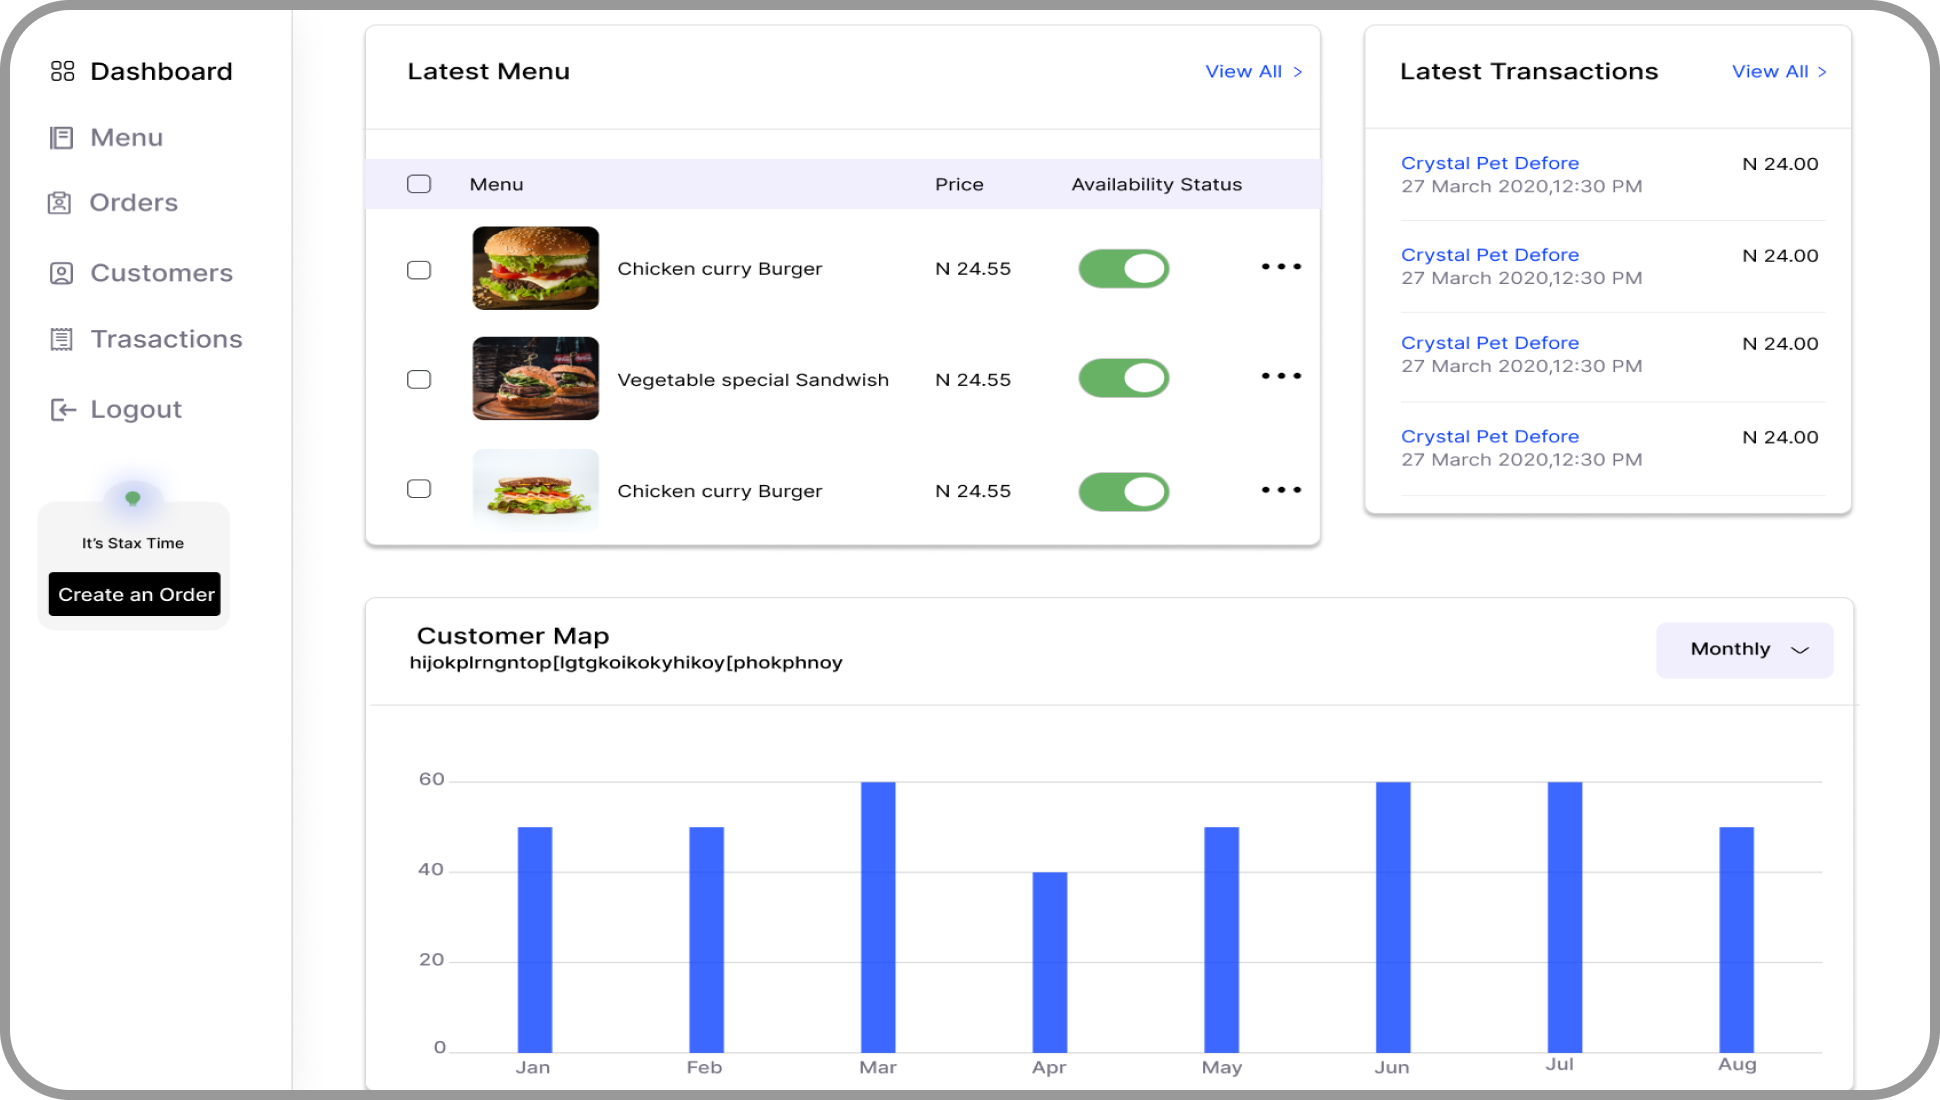 Dashboard
Menu
Orders
Customers
Trasactions
Logout
It's Stax Time
Create an Order
Latest Menu
View All >
Menu Price Availability Status
Chicken curry Burger N 24.55
Vegetable special Sandwish N 24.55
Chicken curry Burger N 24.55
Latest Transactions
View All >
Crystal Pet Defore N 24.00
27 March 2020,12:30 PM
Crystal Pet Defore N 24.00
27 March 2020,12:30 PM
Crystal Pet Defore N 24.00
27 March 2020,12:30 PM
Crystal Pet Defore N 24.00
27 March 2020,12:30 PM
Customer Map
hijokplrngntop[lgtgkoikokyhikoy[phokphnoy
Monthly
60
40
20
0
Jan Feb Mar Apr May Jun Jul Aug